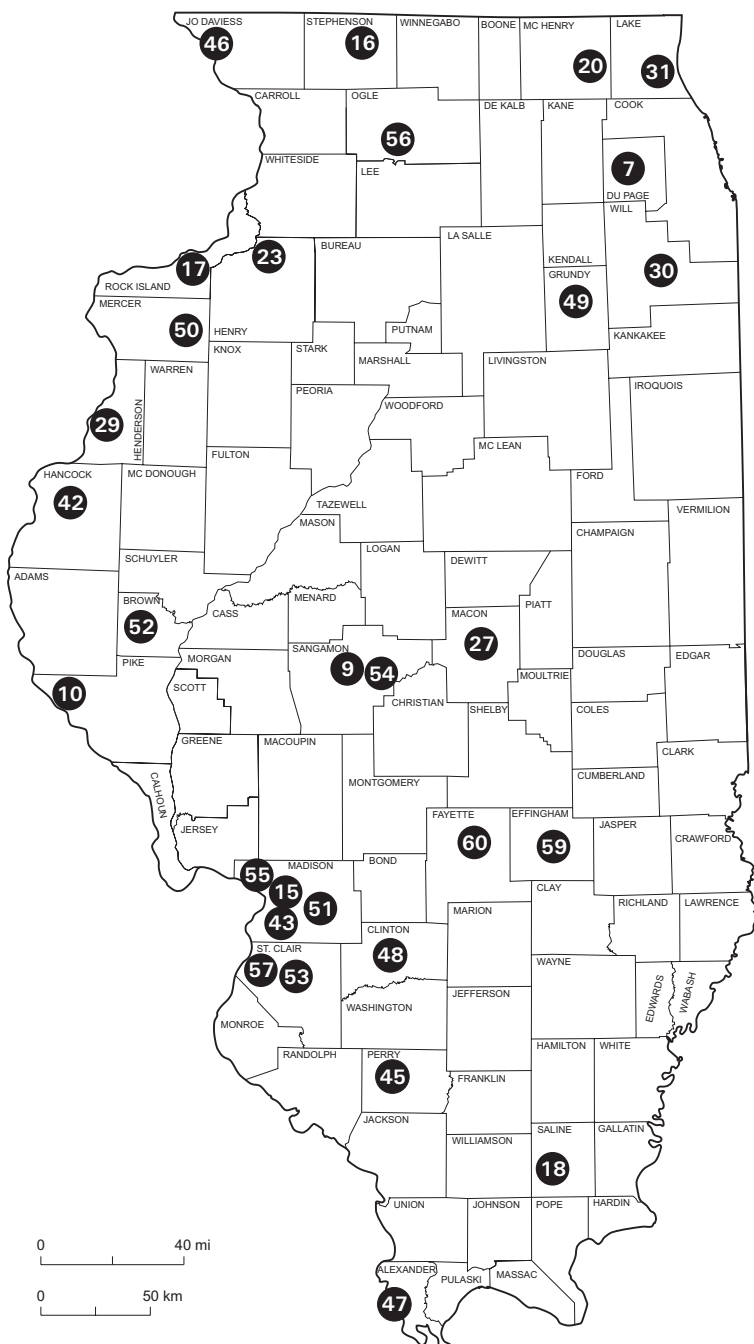 JO DAVIESS
STEPHENSON
WINNEGABO
BOONE
MC HENRY
LAKE
46
16
20
31
CARROLL
OGLE
DE KALB
KANE
COOK
56
7
WHITESIDE
LEE
DU PAGE
WILL
LA SALLE
BUREAU
23
17
KENDALL
30
ROCK ISLAND
GRUNDY
49
MERCER
50
HENRY
PUTNAM
KANKAKEE
KNOX
STARK
MARSHALL
LIVINGSTON
WARREN
PEORIA
IROQUOIS
WOODFORD
29
HENDERSON
MC LEAN
FULTON
HANCOCK
MC DONOUGH
FORD
42
TAZEWELL
VERMILION
MASON
CHAMPAIGN
LOGAN
SCHUYLER
DEWITT
ADAMS
BROWN
MENARD
PIATT
CASS
MACON
52
27
SANGAMON
9
54
PIKE
MORGAN
DOUGLAS
EDGAR
10
SCOTT
MOULTRIE
CHRISTIAN
SHELBY
COLES
GREENE
MACOUPIN
CLARK
CALHOUN
MONTGOMERY
CUMBERLAND
JERSEY
FAYETTE
EFFINGHAM
JASPER
CRAWFORD
60
59
MADISON
BOND
55
15
51
CLAY
RICHLAND
LAWRENCE
43
MARION
CLINTON
ST. CLAIR
48
57
53
WAYNE
EDWARDS
WABASH
WASHINGTON
JEFFERSON
MONROE
HAMILTON
WHITE
RANDOLPH
PERRY
45
FRANKLIN
JACKSON
SALINE
GALLATIN
WILLIAMSON
18
UNION
JOHNSON
POPE
HARDIN
0 40 mi
ALEXANDER
PULASKI
MASSAC
0 50 km
47